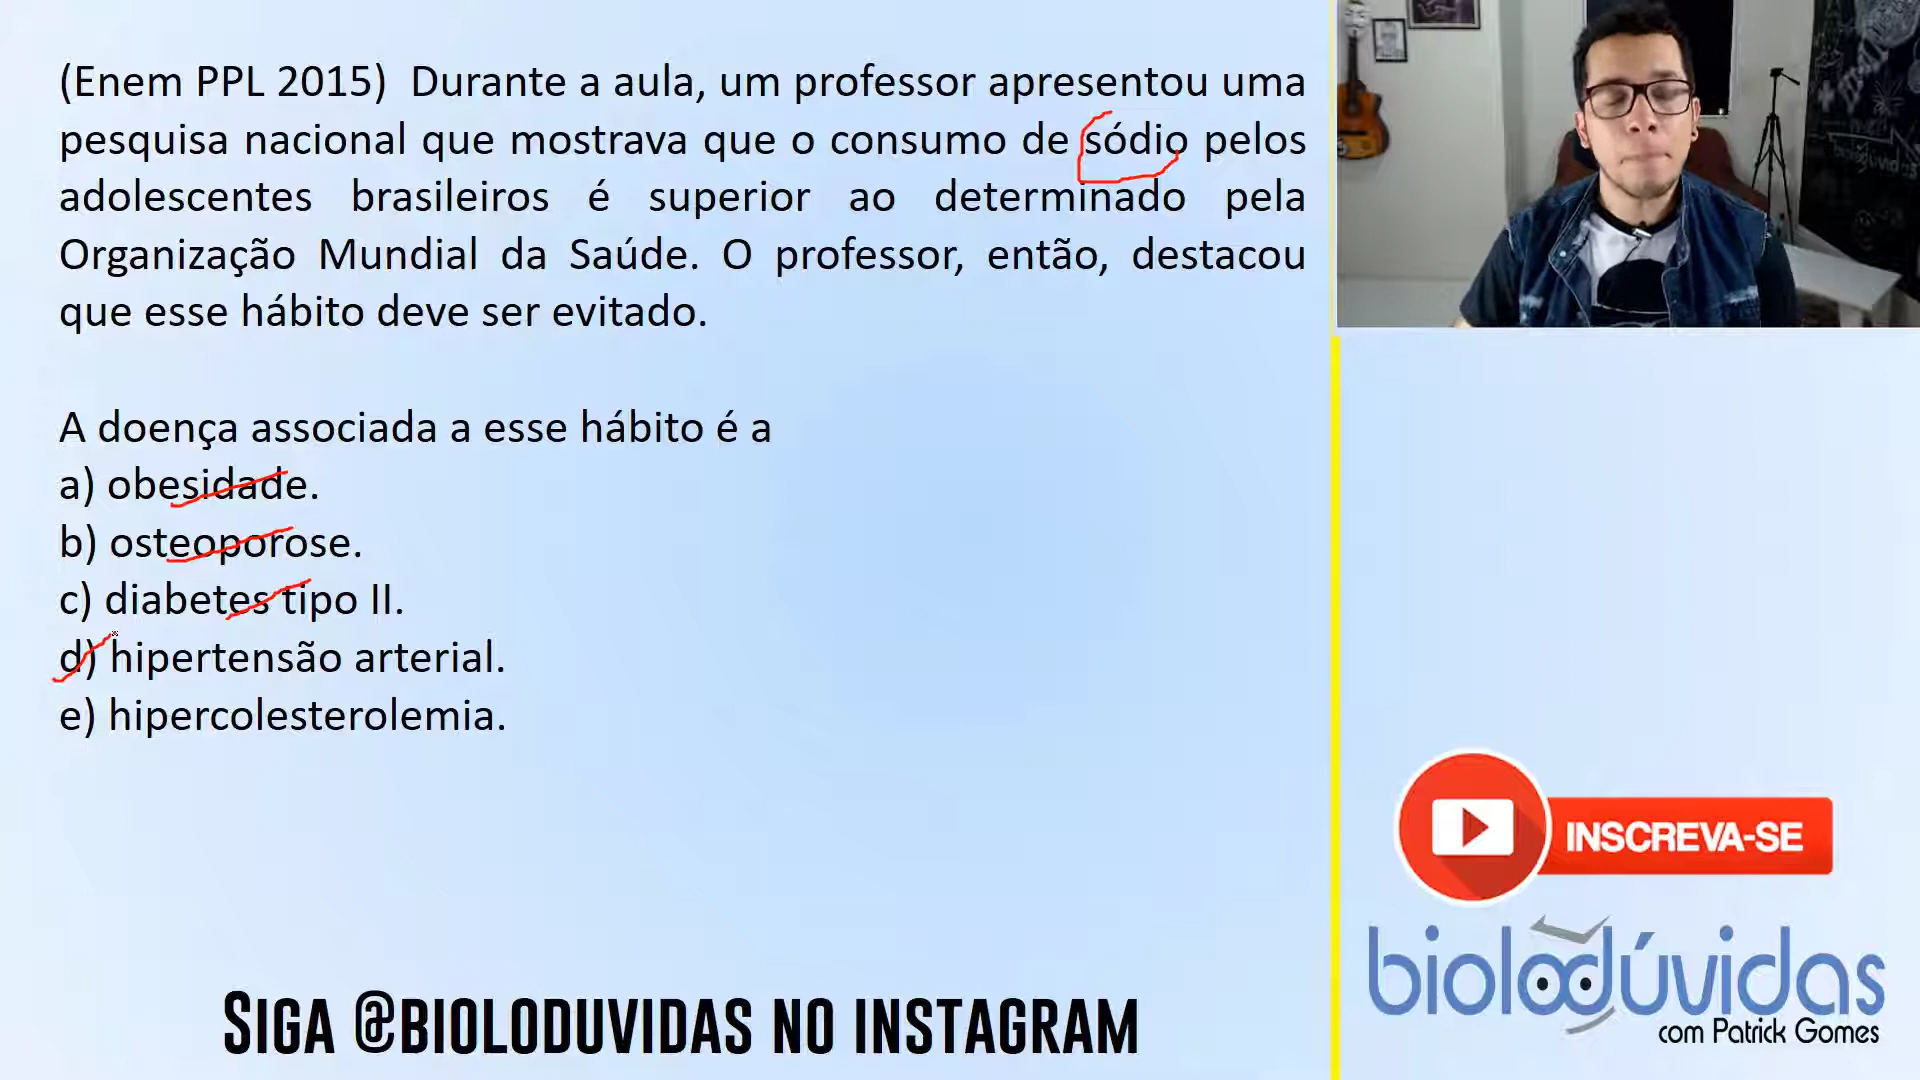 (Enem PPL 2015) Durante a aula, um professor apresentou uma
pesquisa nacional que mostrava que o consumo de sódio pelos
adolescentes brasileiros é superior ao determinado pela
Organização Mundial da Saúde. O professor, então, destacou
que esse hábito deve ser evitado.
A doença associada a esse hábito é a
a) obesidade.
b) osteoporose.
c) diabetes tipo II.
d) hipertensão arterial.
e) hipercolesterolemia.
INSCREVA-SE
biolodúvidas
com Patrick Gomes
SIGA @BIOLODUVIDAS NO INSTAGRAM